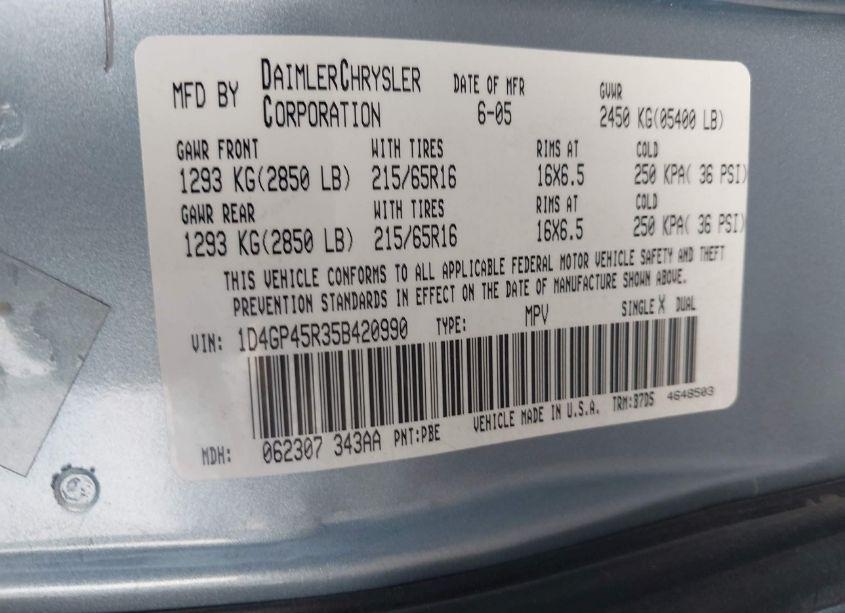 MFD BY DAIMLERCHRYSLER CORPORATION DATE OF MFR 6-05 GVWR 2450 KG(05400 LB)
GAWR FRONT WITH TIRES RIMS AT COLD
1293 KG(2850 LB) 215/65R16 16X6.5 250 KPA( 36 PSI)
GAWR REAR WITH TIRES RIMS AT COLD
1293 KG(2850 LB) 215/65R16 16X6.5 250 KPA( 36 PSI)
THIS VEHICLE CONFORMS TO ALL APPLICABLE FEDERAL MOTOR VEHICLE SAFETY AND THEFT
PREVENTION STANDARDS IN EFFECT ON THE DATE OF MANUFACTURE SHOWN ABOVE.
VIN: 1D4GP45R35B420990 TYPE: MPV SINGLE X DUAL
MDH: 062307 343AA PNT:PBE VEHICLE MADE IN U.S.A. TRM:B7D5 4648503